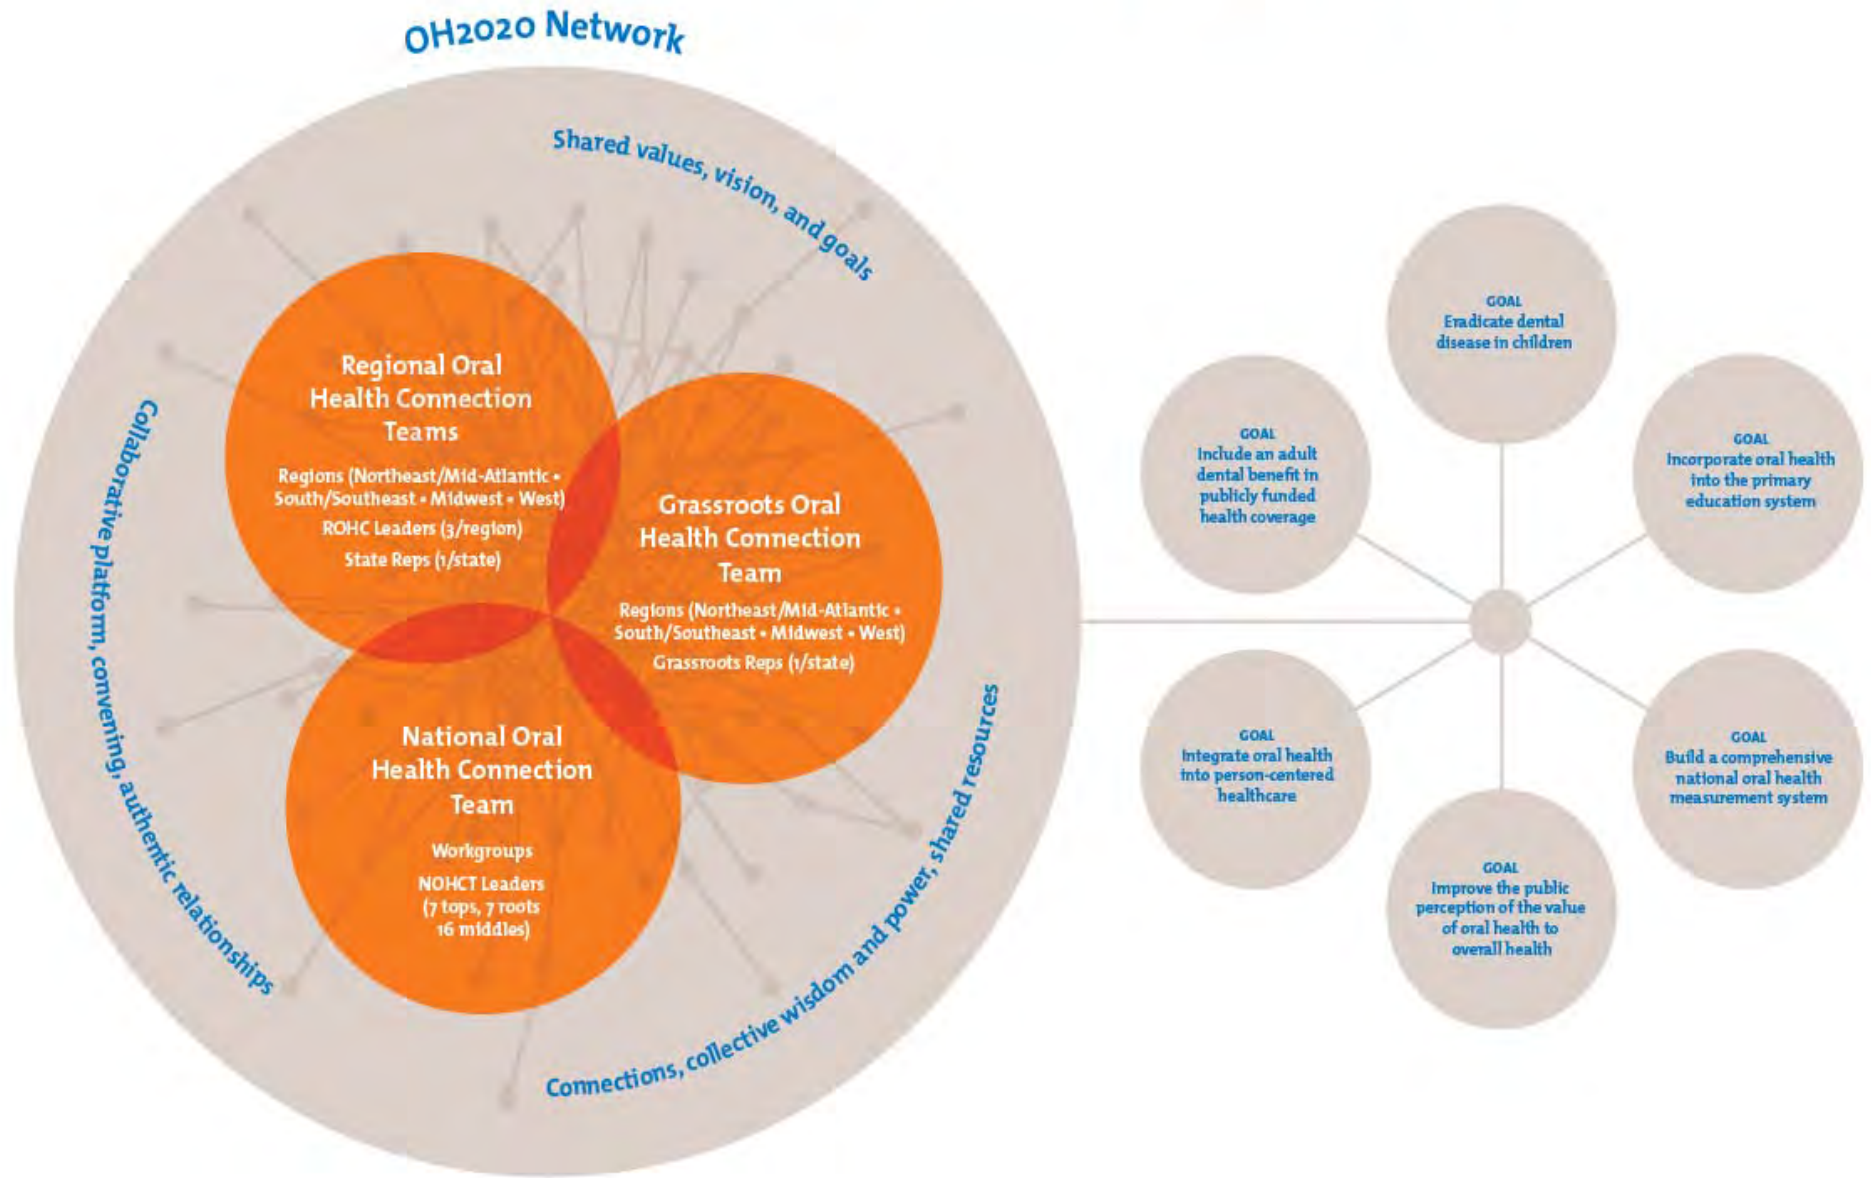 OH2020 Network
Shared values, vision, and goals
Collaborative platform, convening, authentic relationships
Connections, collective wisdom and power, shared resources
Regional Oral
Health Connection
Teams
Regions (Northeast/Mid-Atlantic •
South/Southeast • Midwest • West)
ROHC Leaders (3/region)
State Reps (1/state)
Grassroots Oral
Health Connection
Team
Regions (Northeast/Mid-Atlantic •
South/Southeast • Midwest • West)
Grassroots Reps (1/state)
National Oral
Health Connection
Team
Workgroups
NOHCT Leaders
(7 tops, 7 roots
16 middles)
GOAL
Eradicate dental
disease in children
GOAL
Include an adult
dental benefit in
publicly funded
health coverage
GOAL
Incorporate oral health
into the primary
education system
GOAL
Integrate oral health
into person-centered
healthcare
GOAL
Build a comprehensive
national oral health
measurement system
GOAL
Improve the public
perception of the value
of oral health to
overall health